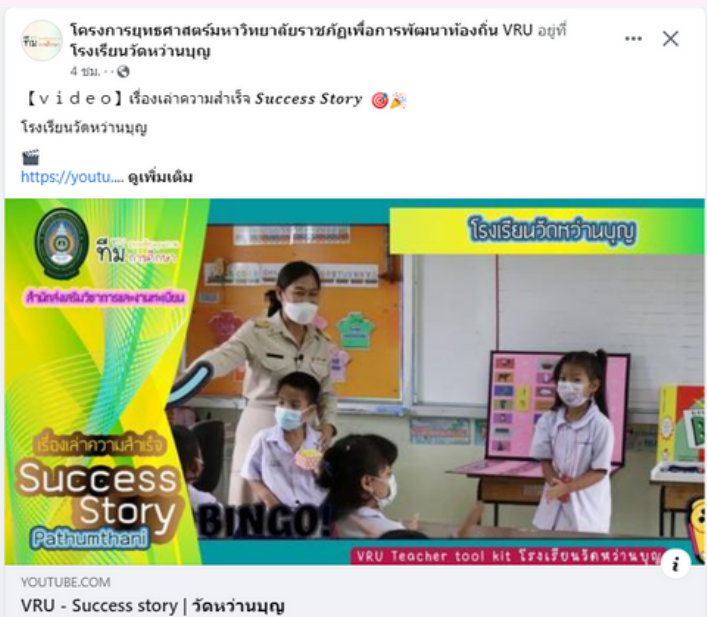 โครงการยุทธศาสตร์มหาวิทยาลัยราชภัฏเพื่อการพัฒนาท้องถิ่น VRU อยู่ที่
โรงเรียนวัดหว่านบุญ
4 ชม. ·
【ｖｉｄｅｏ】เรื่องเล่าความสำเร็จ 𝑺𝒖𝒄𝒄𝒆𝒔𝒔 𝑺𝒕𝒐𝒓𝒚 🎯🎉
โรงเรียนวัดหว่านบุญ
🎬
https://youtu.... ดูเพิ่มเติม
โรงเรียนวัดหว่านบุญ
ทีม
การศึกษา
สำนักส่งเสริมวิชาการและงานทะเบียน
เรื่องเล่าความสำเร็จ
Success
Story
Pathumthani
BINGO!
VRU Teacher tool kit โรงเรียนวัดหว่านบุญ
YOUTUBE.COM
VRU - Success story | วัดหว่านบุญ